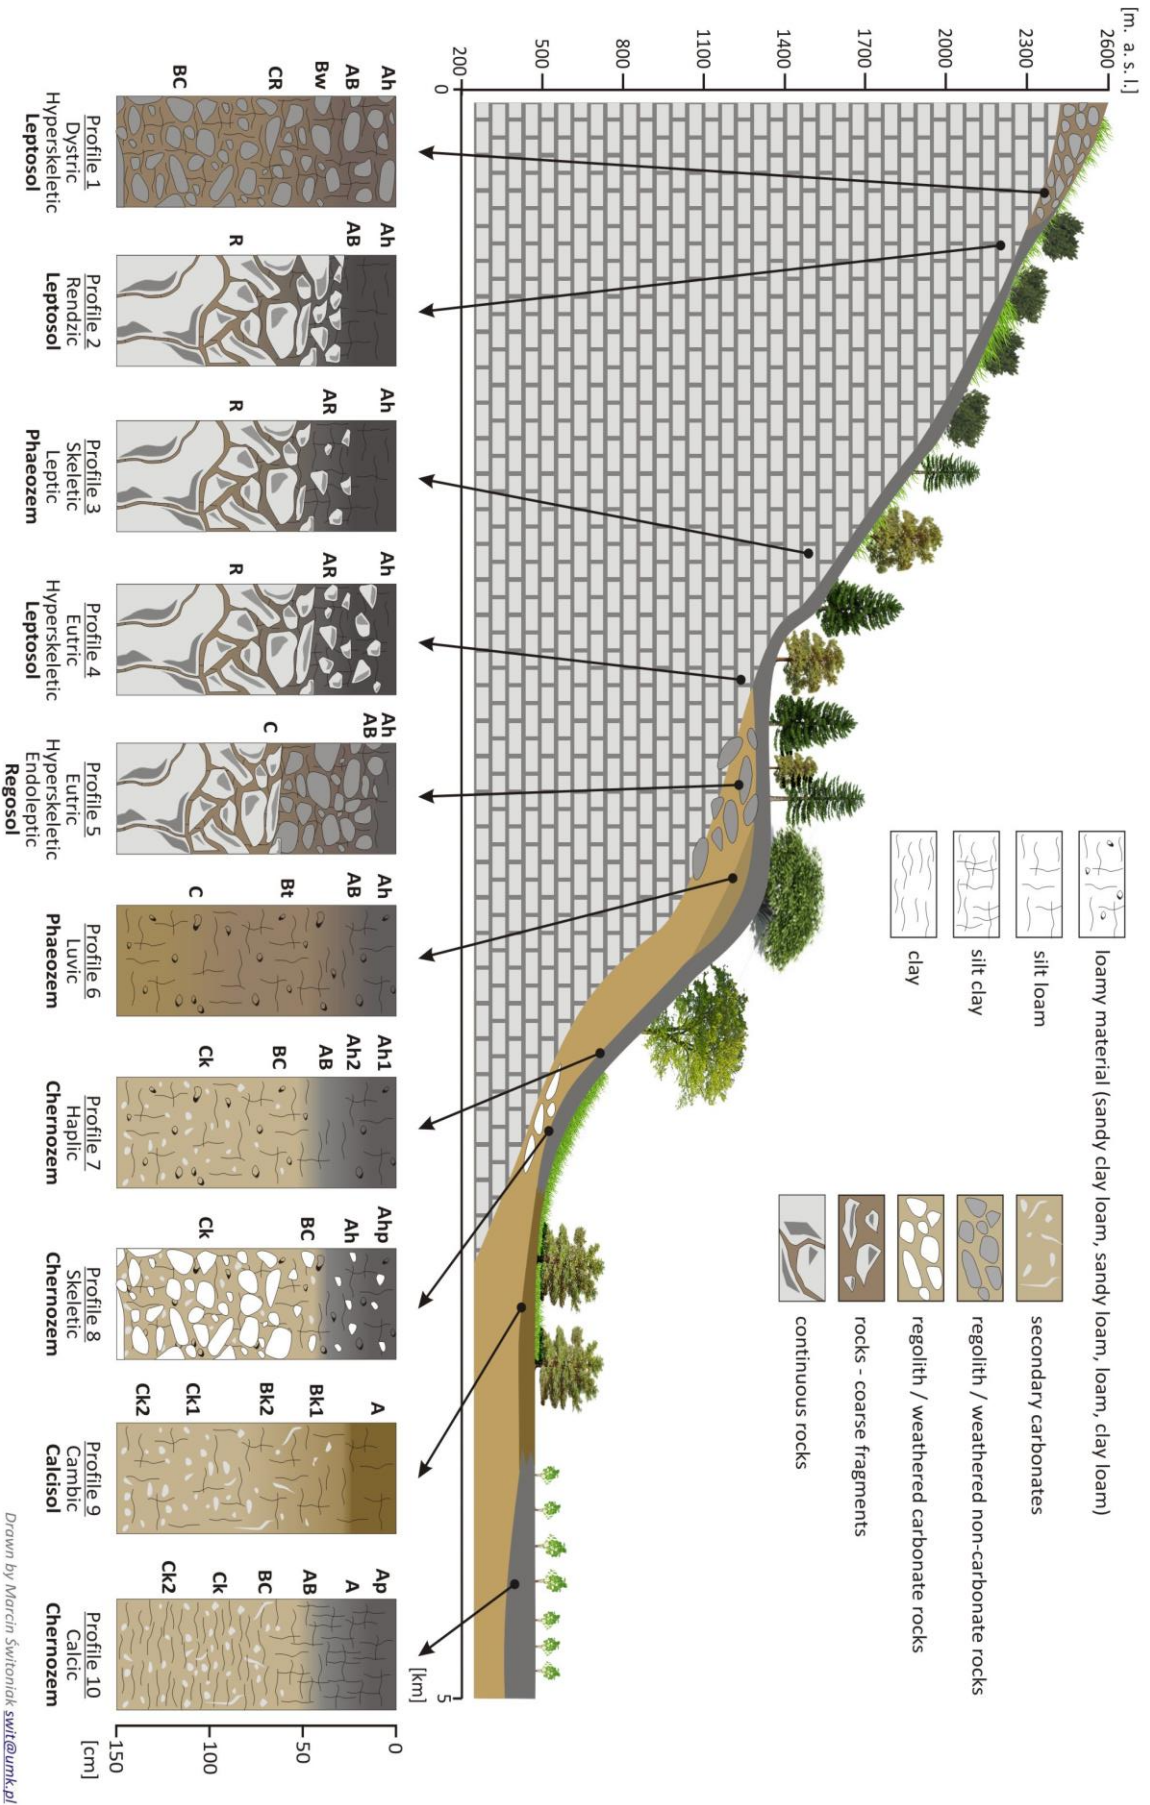 [m. a. s. l.]
2600
2300
2000
1700
1400
1100
800
500
200
0
5
[km]
loamy material (sandy clay loam, sandy loam, loam, clay loam)
silt loam
silt clay
clay
secondary carbonates
regolith / weathered non-carbonate rocks
regolith / weathered carbonate rocks
rocks - coarse fragments
continuous rocks
Ah
AB
Bw
CR
BC
Profile 1
Dystric
Hyperskeletic
Leptosol
Ah
AB
R
Profile 2
Rendzic
Leptosol
Ah
AR
R
Profile 3
Skeletic
Leptic
Phaeozem
Ah
AR
R
Profile 4
Eutric
Hyperskeletic
Leptosol
Ah
AB
C
Profile 5
Eutric
Hyperskeletic
Endoleptic
Regosol
Ah
AB
Bt
C
Profile 6
Luvic
Phaeozem
Ah1
Ah2
AB
BC
Ck
Profile 7
Haplic
Chernozem
Ahp
Ah
BC
Ck
Profile 8
Skeletic
Chernozem
A
Bk1
Bk2
Ck1
Ck2
Profile 9
Cambic
Calcisol
Ap
A
AB
BC
Ck
Ck2
Profile 10
Calcic
Chernozem
0
50
100
150
[cm]
Drawn by Marcin Świtoniak swit@umk.pl